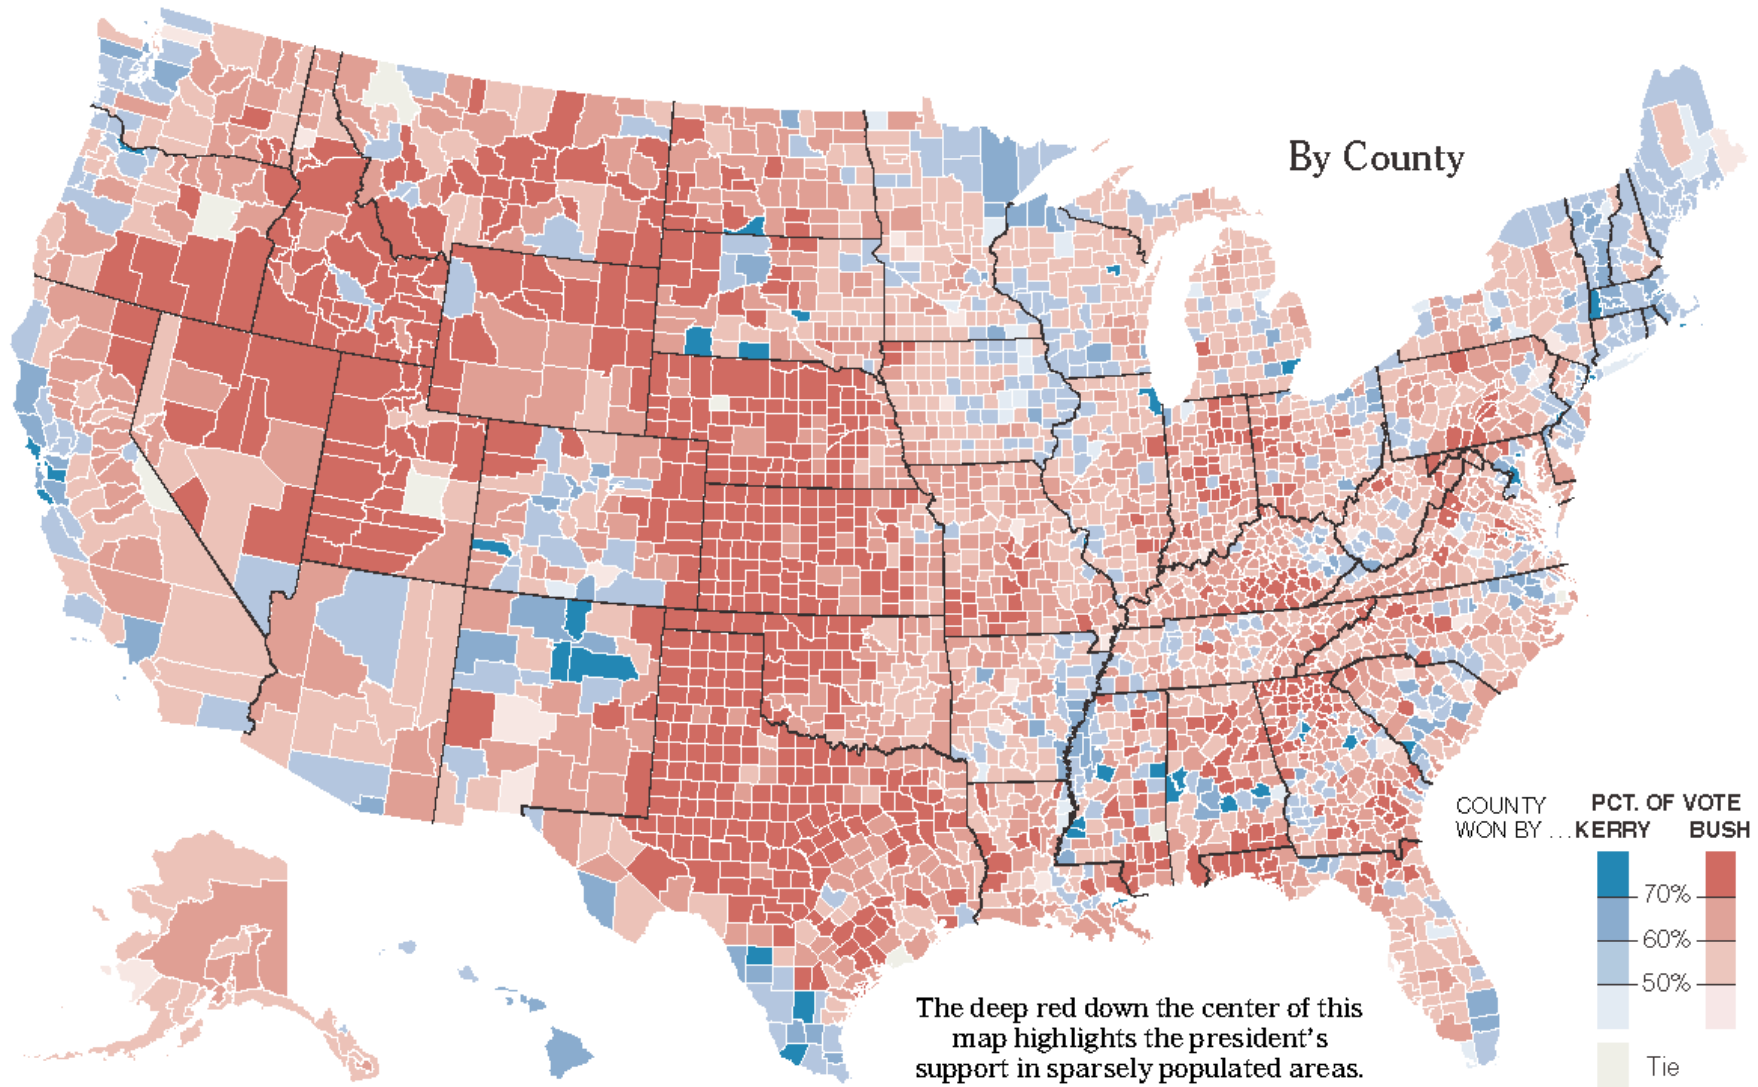 By County
The deep red down the center of this
map highlights the president's
support in sparsely populated areas.
COUNTY
WON BY ...
PCT. OF VOTE
KERRY BUSH
70%
60%
50%
Tie